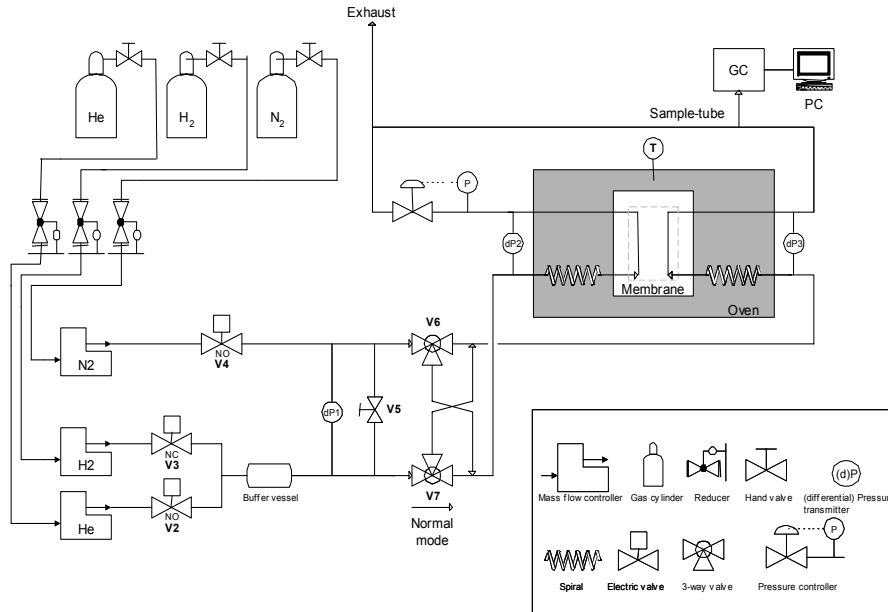 Exhaust
He
H2
N2
GC
PC
Sample-tube
T
P
dP2
dP3
Membrane
Oven
N2
NO
V4
V6
dP1
V5
H2
NC
V3
Buffer vessel
V7
He
NO
V2
Normal
mode
Mass flow controller
Gas cylinder
Reducer
Hand valve
(d)P
(differential) Pressure
transmitter
P
Spiral
Electric valve
3-way valve
Pressure controller